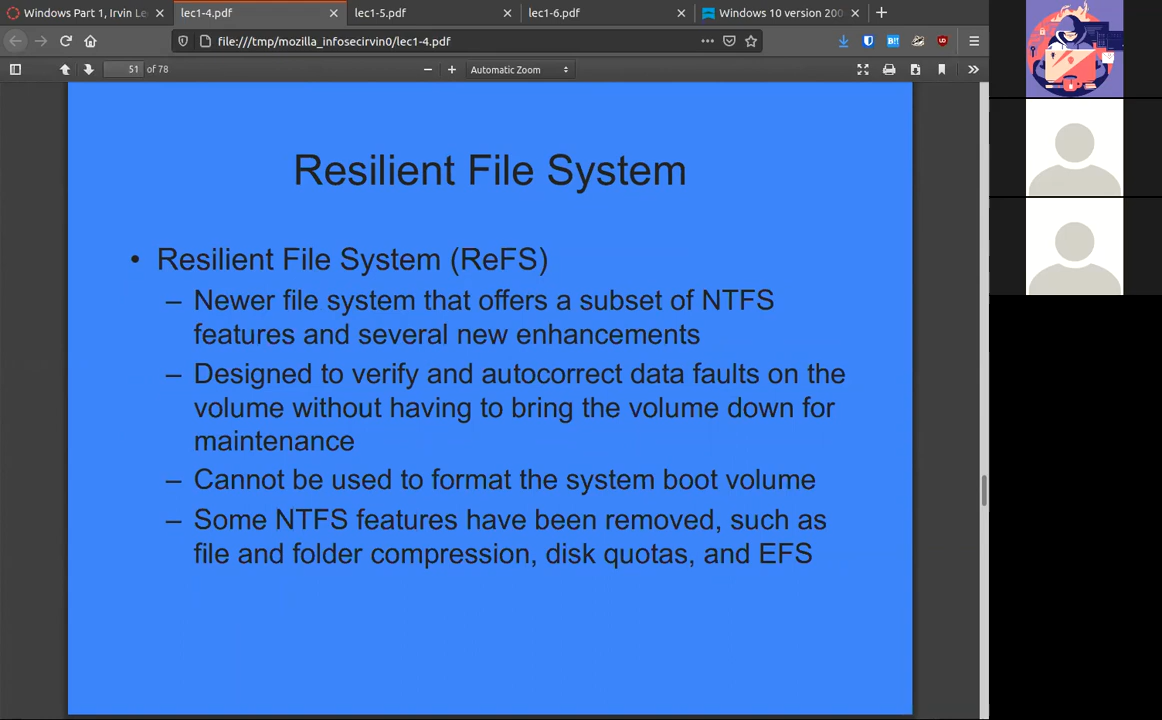 Windows Part 1, Irvin Le
lec1-4.pdf
lec1-5.pdf
lec1-6.pdf
Windows 10 version 200
file:///tmp/mozilla_infosecirvin0/lec1-4.pdf
51 of 78
Automatic Zoom
Resilient File System
• Resilient File System (ReFS)
– Newer file system that offers a subset of NTFS
features and several new enhancements
– Designed to verify and autocorrect data faults on the
volume without having to bring the volume down for
maintenance
– Cannot be used to format the system boot volume
– Some NTFS features have been removed, such as
file and folder compression, disk quotas, and EFS